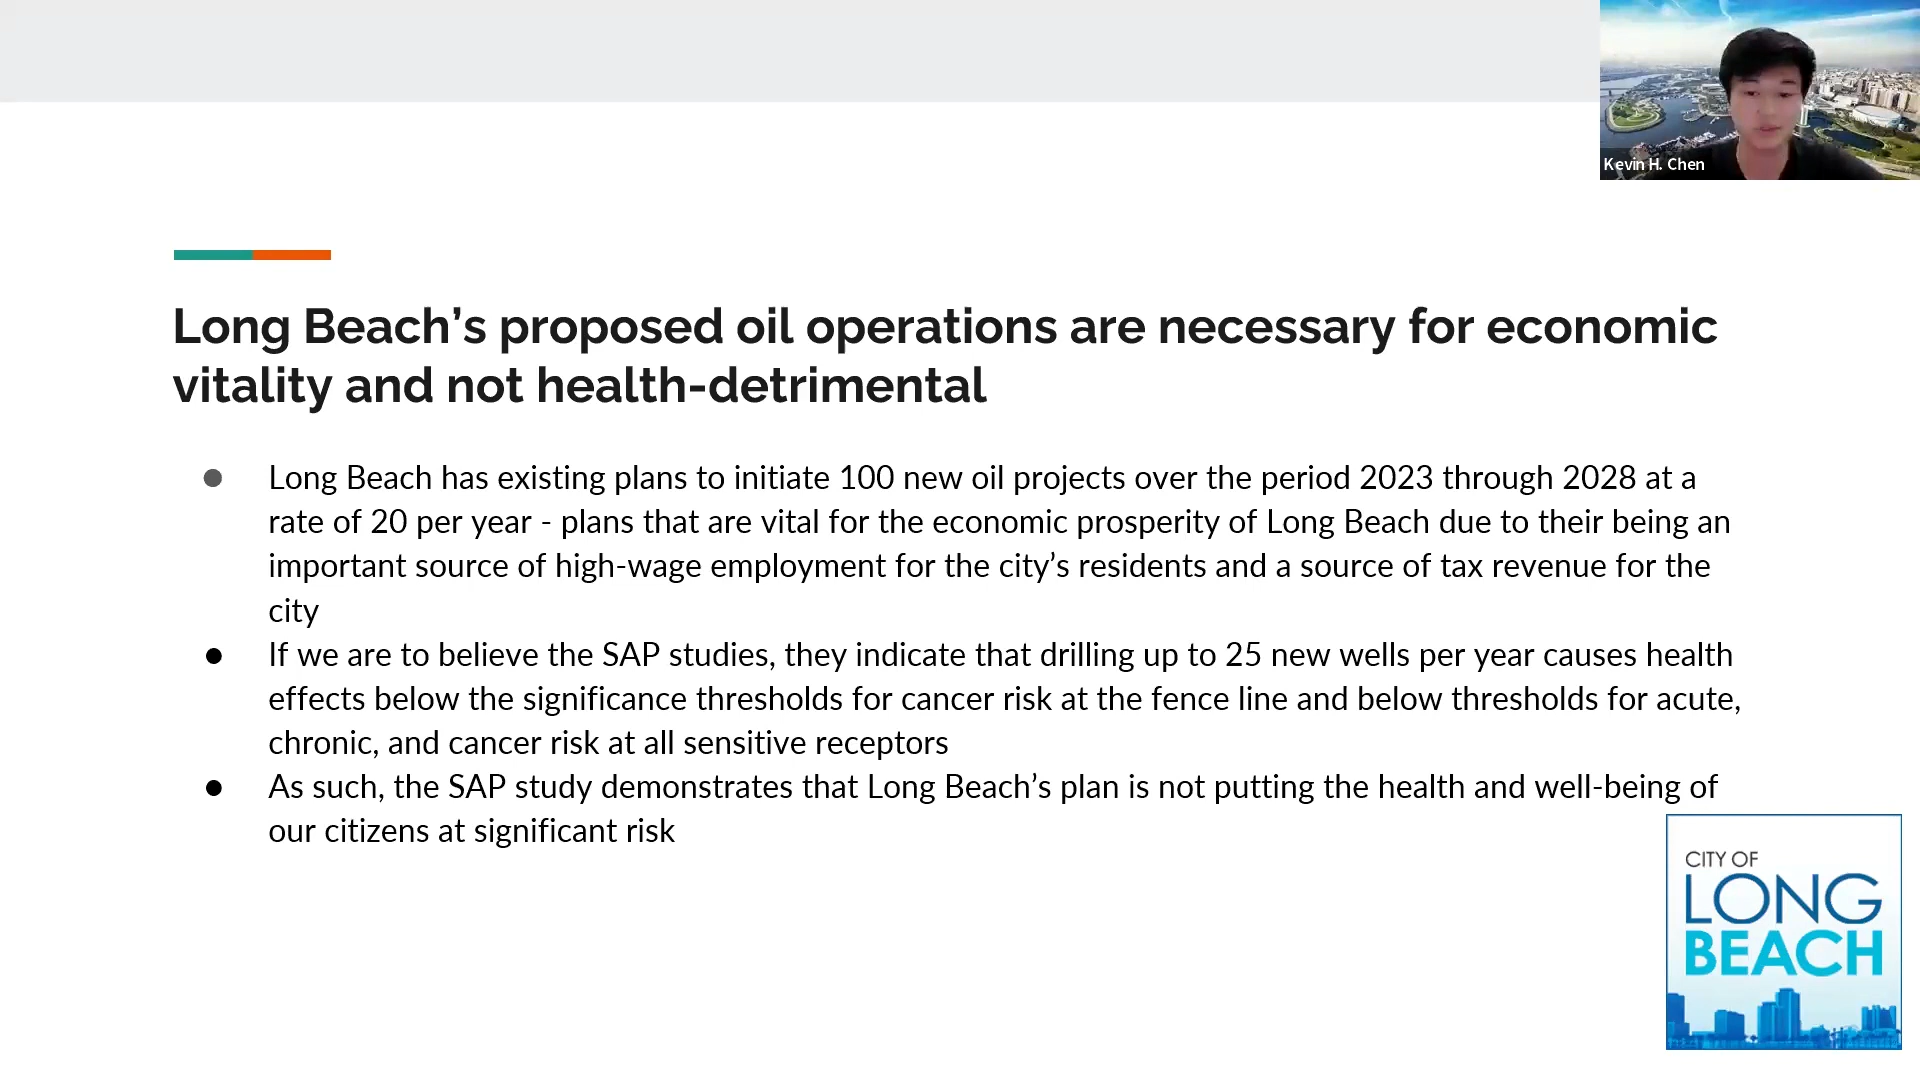 Kevin H. Chen
Long Beach’s proposed oil operations are necessary for economic
vitality and not health-detrimental
● Long Beach has existing plans to initiate 100 new oil projects over the period 2023 through 2028 at a
rate of 20 per year - plans that are vital for the economic prosperity of Long Beach due to their being an
important source of high-wage employment for the city’s residents and a source of tax revenue for the
city
● If we are to believe the SAP studies, they indicate that drilling up to 25 new wells per year causes health
effects below the significance thresholds for cancer risk at the fence line and below thresholds for acute,
chronic, and cancer risk at all sensitive receptors
● As such, the SAP study demonstrates that Long Beach’s plan is not putting the health and well-being of
our citizens at significant risk
CITY OF
LONG
BEACH